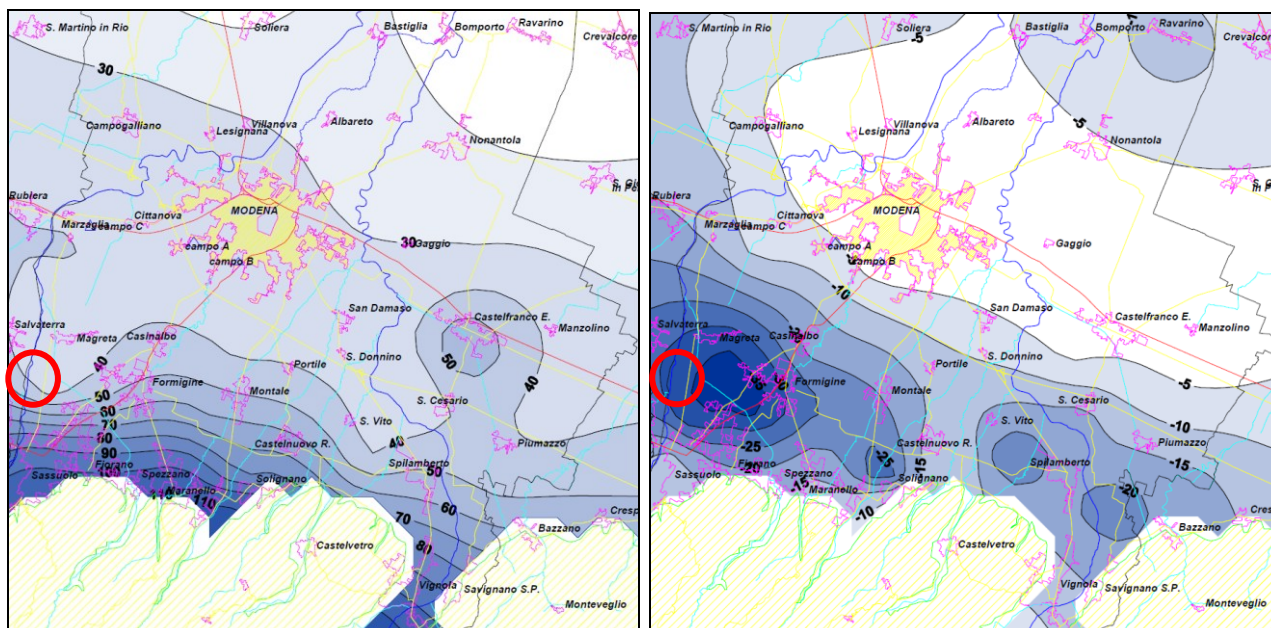 S. Martino in Rio
Soliera
Bastiglia
Bomporto
Ravarino
Crevalcore
30
Campogalliano
Lesignana
Villanova
Albareto
Nonantola
Rubiera
Marzaglia
campo C
Cittanova
MODENA
campo A
campo B
30
Gaggio
Salvaterra
Magreta
Casinalbo
San Damaso
Castelfranco E.
Manzolino
40
Formigine
Portile
S. Donnino
50
40
50
60
70
80
90
100
110
110
Montale
S. Cesario
S. Vito
40
Castelnuovo R.
Piumazzo
Spilamberto
50
Sassuolo
Fiorano
Spezzano
Maranello
Solignano
60
70
80
Bazzano
Castelvetro
Vignola
Savignano S.P.
Monteveglio
S. Martino in Rio
Soliera
-5
Bastiglia
Bomporto
Ravarino
Campogalliano
Lesignana
Villanova
Albareto
-5
Nonantola
Rubiera
Marzaglia
campo C
Cittanova
MODENA
campo A
campo B
-5
Gaggio
-10
Salvaterra
Magreta
Casinalbo
San Damaso
Castelfranco E.
Manzolino
Portile
S. Donnino
-5
Formigine
Montale
S. Cesario
-10
S. Vito
-25
Castelnuovo R.
Piumazzo
-15
Spilamberto
Sassuolo
Fiorano
-20
-25
-15
Spezzano
Solignano
-15
Maranello
-10
-20
Bazzano
Castelvetro
Vignola
Savignano S.P.
Monteveglio